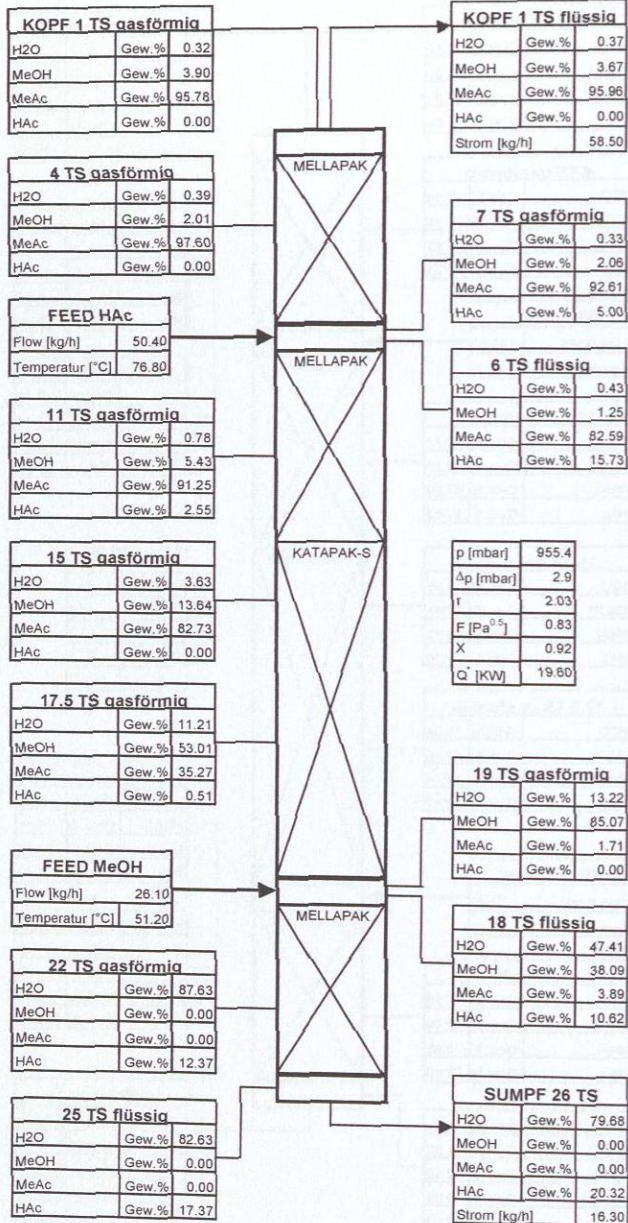 KOPF 1 TS gasförmig
H2O Gew.% 0.32
MeOH Gew.% 3.90
MeAc Gew.% 95.78
HAc Gew.% 0.00
4 TS gasförmig
H2O Gew.% 0.39
MeOH Gew.% 2.01
MeAc Gew.% 97.60
HAc Gew.% 0.00
FEED HAc
Flow [kg/h] 50.40
Temperatur [°C] 76.80
11 TS gasförmig
H2O Gew.% 0.78
MeOH Gew.% 5.43
MeAc Gew.% 91.25
HAc Gew.% 2.55
15 TS gasförmig
H2O Gew.% 3.63
MeOH Gew.% 13.64
MeAc Gew.% 82.73
HAc Gew.% 0.00
17.5 TS gasförmig
H2O Gew.% 11.21
MeOH Gew.% 53.01
MeAc Gew.% 35.27
HAc Gew.% 0.51
FEED MeOH
Flow [kg/h] 26.10
Temperatur [°C] 51.20
22 TS gasförmig
H2O Gew.% 87.63
MeOH Gew.% 0.00
MeAc Gew.% 0.00
HAc Gew.% 12.37
25 TS flüssig
H2O Gew.% 82.63
MeOH Gew.% 0.00
MeAc Gew.% 0.00
HAc Gew.% 17.37
MELLAPAK
MELLAPAK
KATAPAK-S
MELLAPAK
KOPF 1 TS flüssig
H2O Gew.% 0.37
MeOH Gew.% 3.67
MeAc Gew.% 95.96
HAc Gew.% 0.00
Strom [kg/h] 58.50
7 TS gasförmig
H2O Gew.% 0.33
MeOH Gew.% 2.06
MeAc Gew.% 92.61
HAc Gew.% 5.00
6 TS flüssig
H2O Gew.% 0.43
MeOH Gew.% 1.25
MeAc Gew.% 82.59
HAc Gew.% 15.73
p [mbar] 955.4
Δp [mbar] 2.9
r 2.03
F [Pa^0.5] 0.83
X 0.92
Q˙ [KW] 19.60
19 TS gasförmig
H2O Gew.% 13.22
MeOH Gew.% 85.07
MeAc Gew.% 1.71
HAc Gew.% 0.00
18 TS flüssig
H2O Gew.% 47.41
MeOH Gew.% 38.09
MeAc Gew.% 3.89
HAc Gew.% 10.62
SUMPF 26 TS
H2O Gew.% 79.68
MeOH Gew.% 0.00
MeAc Gew.% 0.00
HAc Gew.% 20.32
Strom [kg/h] 16.30